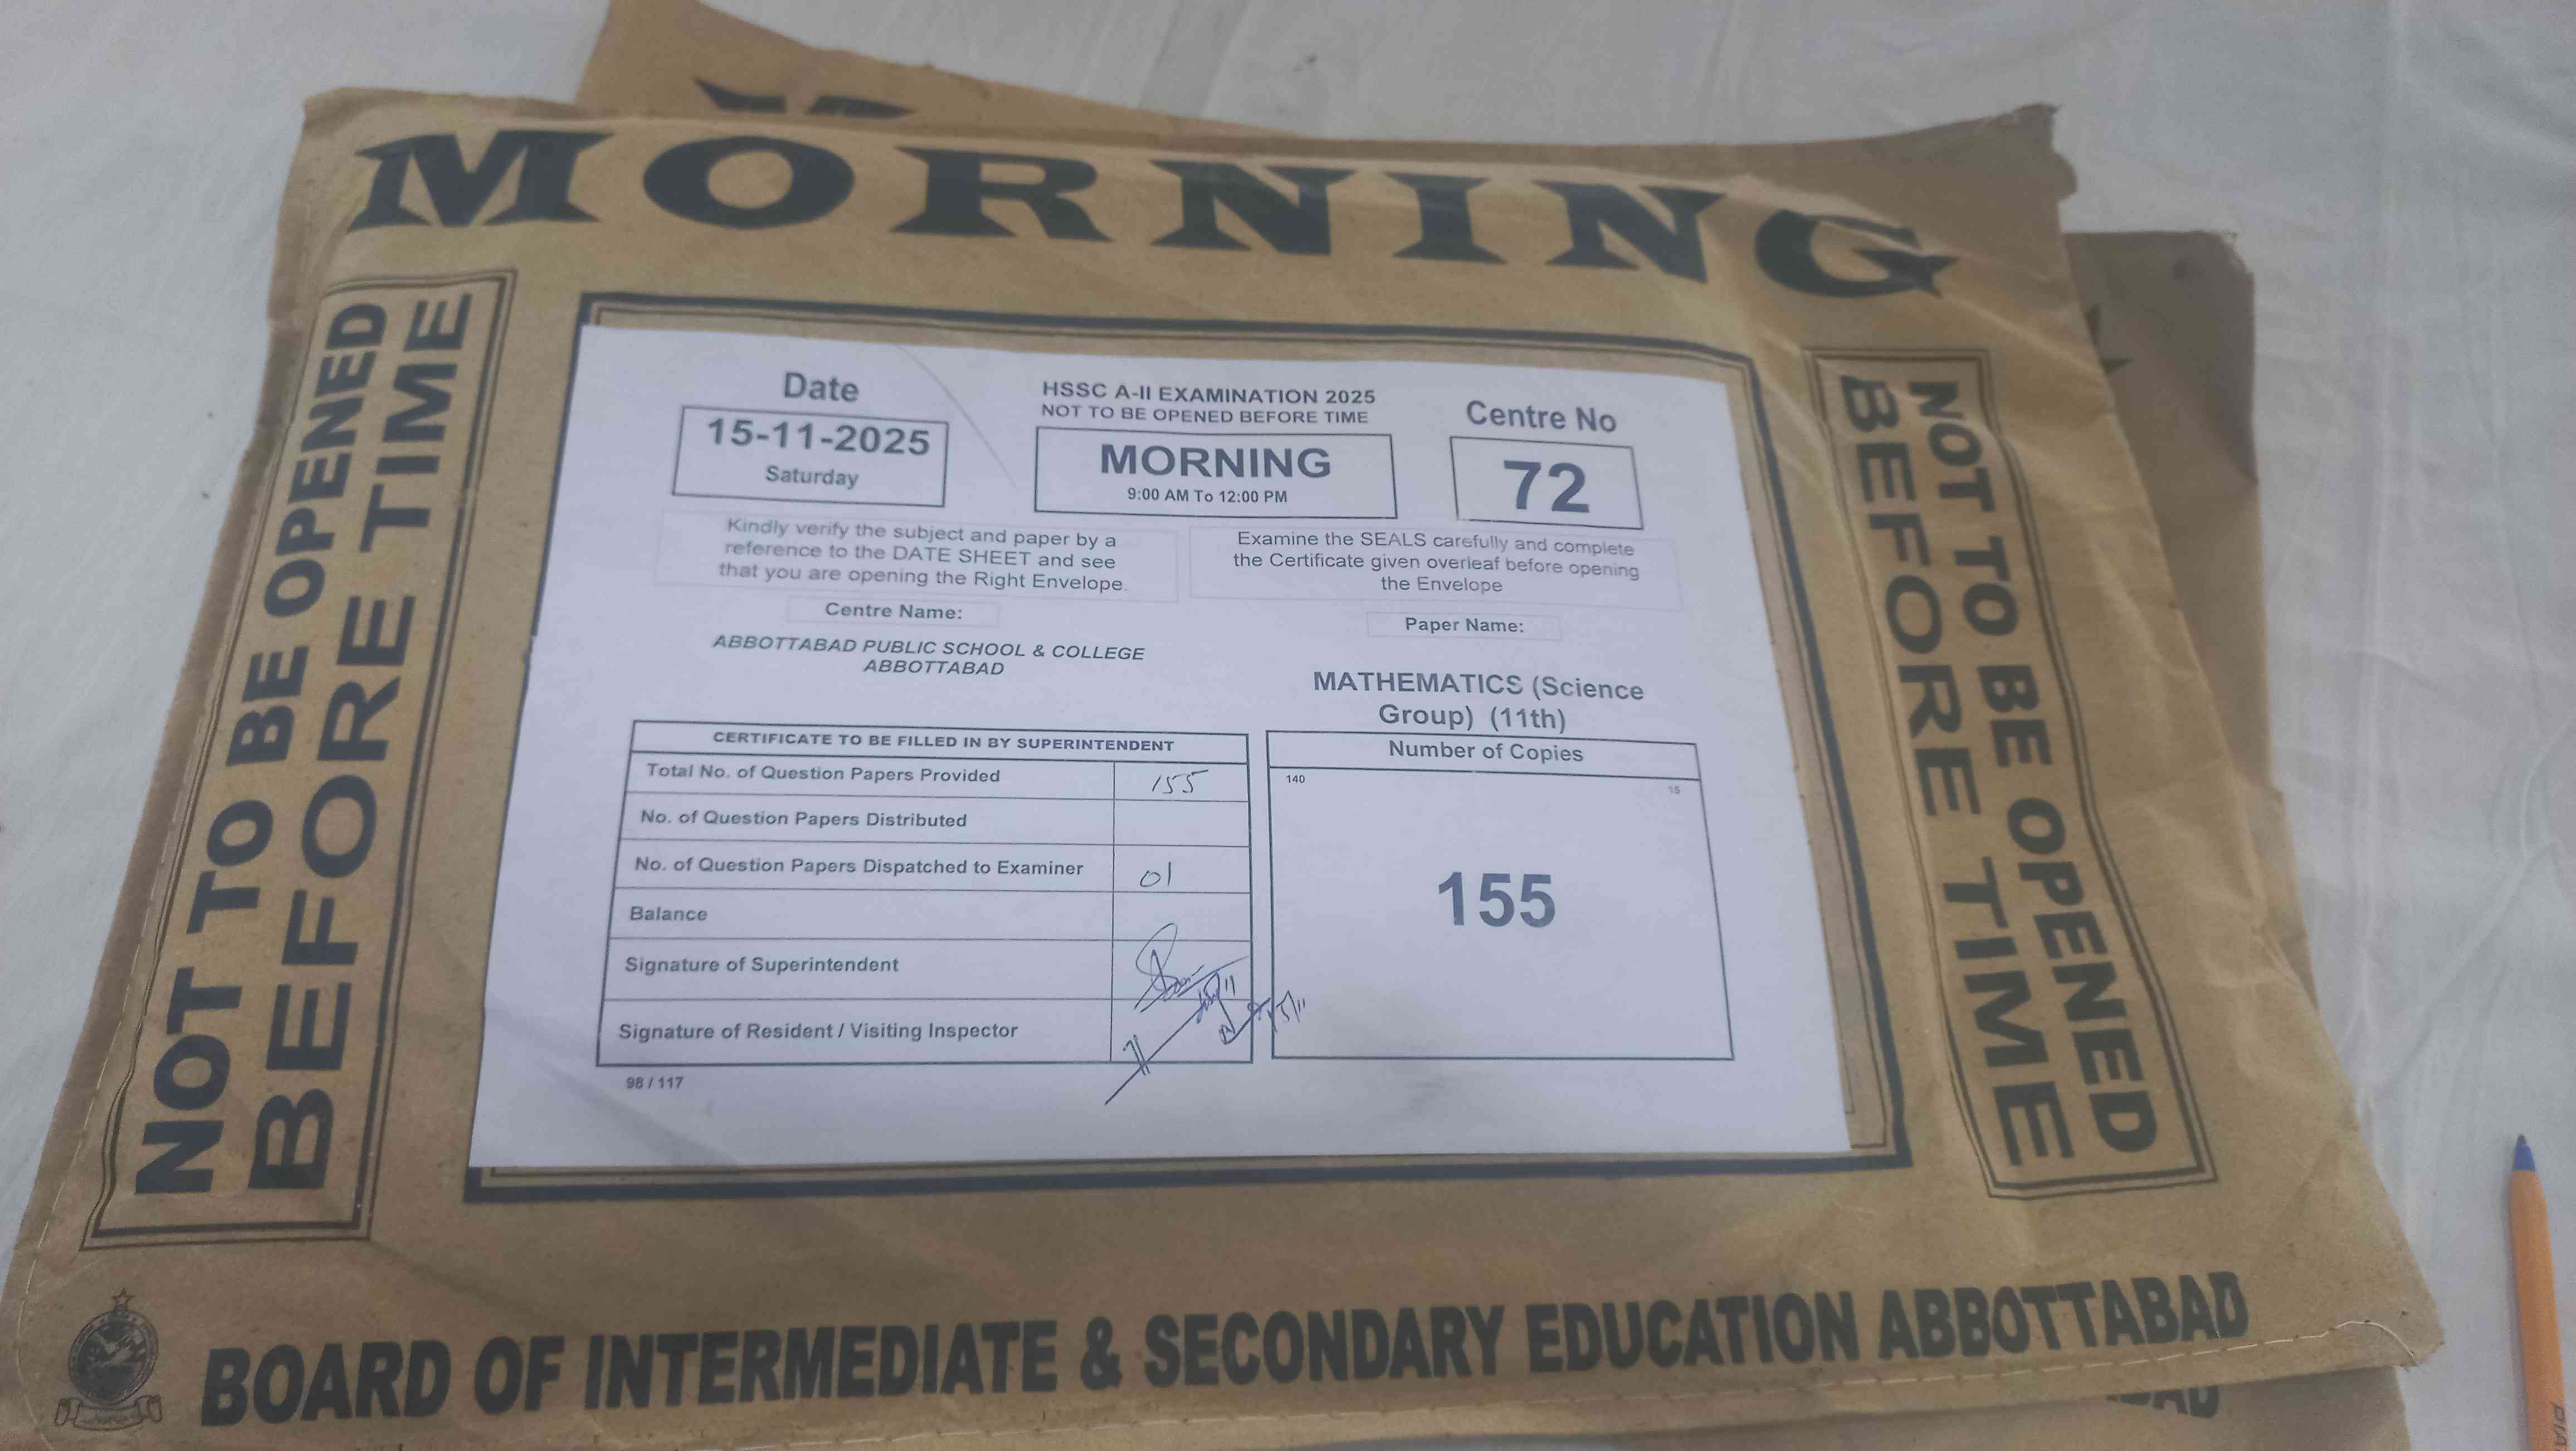 MORNING
NOT TO BE OPENED
BEFORE TIME
Date
15-11-2025
Saturday
HSSC A-II EXAMINATION 2025
NOT TO BE OPENED BEFORE TIME
MORNING
9:00 AM To 12:00 PM
Centre No
72
Kindly verify the subject and paper by a
reference to the DATE SHEET and see
that you are opening the Right Envelope.
Examine the SEALS carefully and complete
the Certificate given overleaf before opening
the Envelope
Centre Name:
ABBOTTABAD PUBLIC SCHOOL & COLLEGE
ABBOTTABAD
Paper Name:
MATHEMATICS (Science
Group) (11th)
CERTIFICATE TO BE FILLED IN BY SUPERINTENDENT
Total No. of Question Papers Provided 155
No. of Question Papers Distributed
No. of Question Papers Dispatched to Examiner 01
Balance
Signature of Superintendent
Signature of Resident / Visiting Inspector
98 / 117
Number of Copies
140
15
155
NOT TO BE OPENED
BEFORE TIME
BOARD OF INTERMEDIATE & SECONDARY EDUCATION ABBOTTABAD